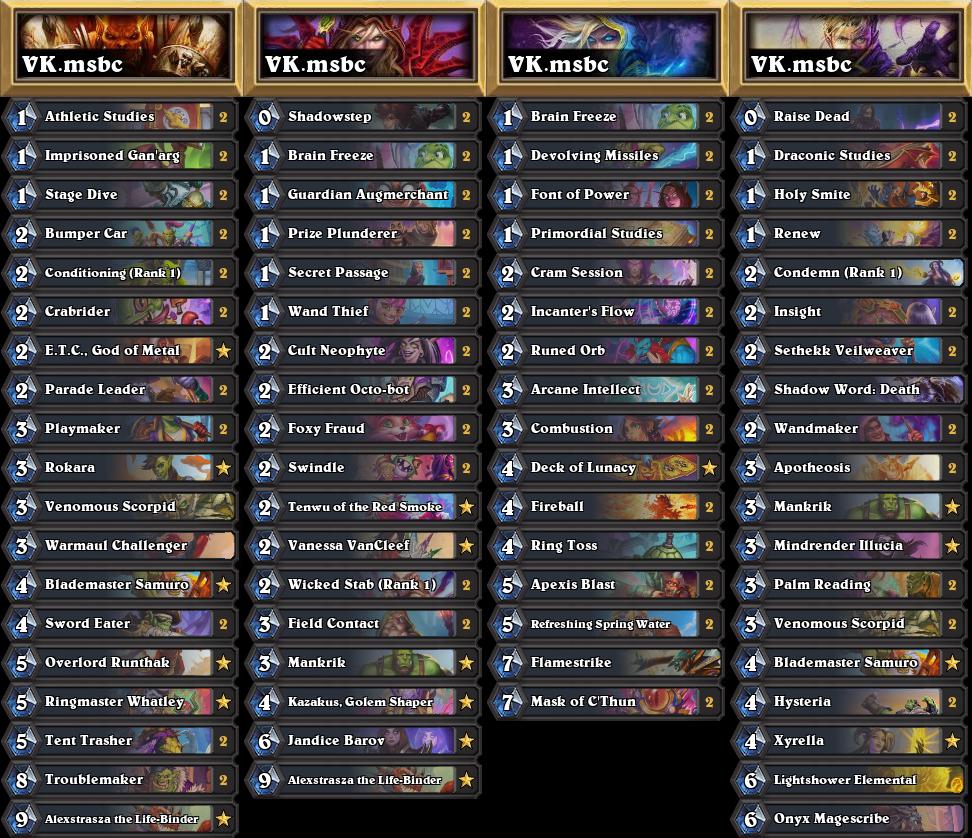 VK.msbc
1 Athletic Studies 2
1 Imprisoned Gan'arg 2
1 Stage Dive 2
2 Bumper Car 2
2 Conditioning (Rank 1) 2
2 Crabrider 2
2 E.T.C., God of Metal
2 Parade Leader 2
3 Playmaker 2
3 Rokara
3 Venomous Scorpid
3 Warmaul Challenger
4 Blademaster Samuro
4 Sword Eater 2
5 Overlord Runthak
5 Ringmaster Whatley
5 Tent Trasher 2
8 Troublemaker 2
9 Alexstrasza the Life-Binder
VK.msbc
0 Shadowstep 2
1 Brain Freeze 2
1 Guardian Augmerchant 2
1 Prize Plunderer 2
1 Secret Passage 2
1 Wand Thief 2
2 Cult Neophyte 2
2 Efficient Octo-bot 2
2 Foxy Fraud 2
2 Swindle 2
2 Tenwu of the Red Smoke
2 Vanessa VanCleef
2 Wicked Stab (Rank 1) 2
3 Field Contact 2
3 Mankrik
4 Kazakus, Golem Shaper
6 Jandice Barov
9 Alexstrasza the Life-Binder
VK.msbc
1 Brain Freeze 2
1 Devolving Missiles 2
1 Font of Power 2
1 Primordial Studies 2
2 Cram Session 2
2 Incanter's Flow 2
2 Runed Orb 2
3 Arcane Intellect 2
3 Combustion 2
4 Deck of Lunacy
4 Fireball 2
4 Ring Toss 2
5 Apexis Blast 2
5 Refreshing Spring Water 2
7 Flamestrike
7 Mask of C'Thun 2
VK.msbc
0 Raise Dead 2
1 Draconic Studies 2
1 Holy Smite 2
1 Renew 2
2 Condemn (Rank 1)
2 Insight 2
2 Sethekk Veilweaver 2
2 Shadow Word: Death
2 Wandmaker 2
3 Apotheosis 2
3 Mankrik
3 Mindrender Illucia
3 Palm Reading 2
3 Venomous Scorpid 2
4 Blademaster Samuro
4 Hysteria 2
4 Xyrella
6 Lightshower Elemental
6 Onyx Magescribe